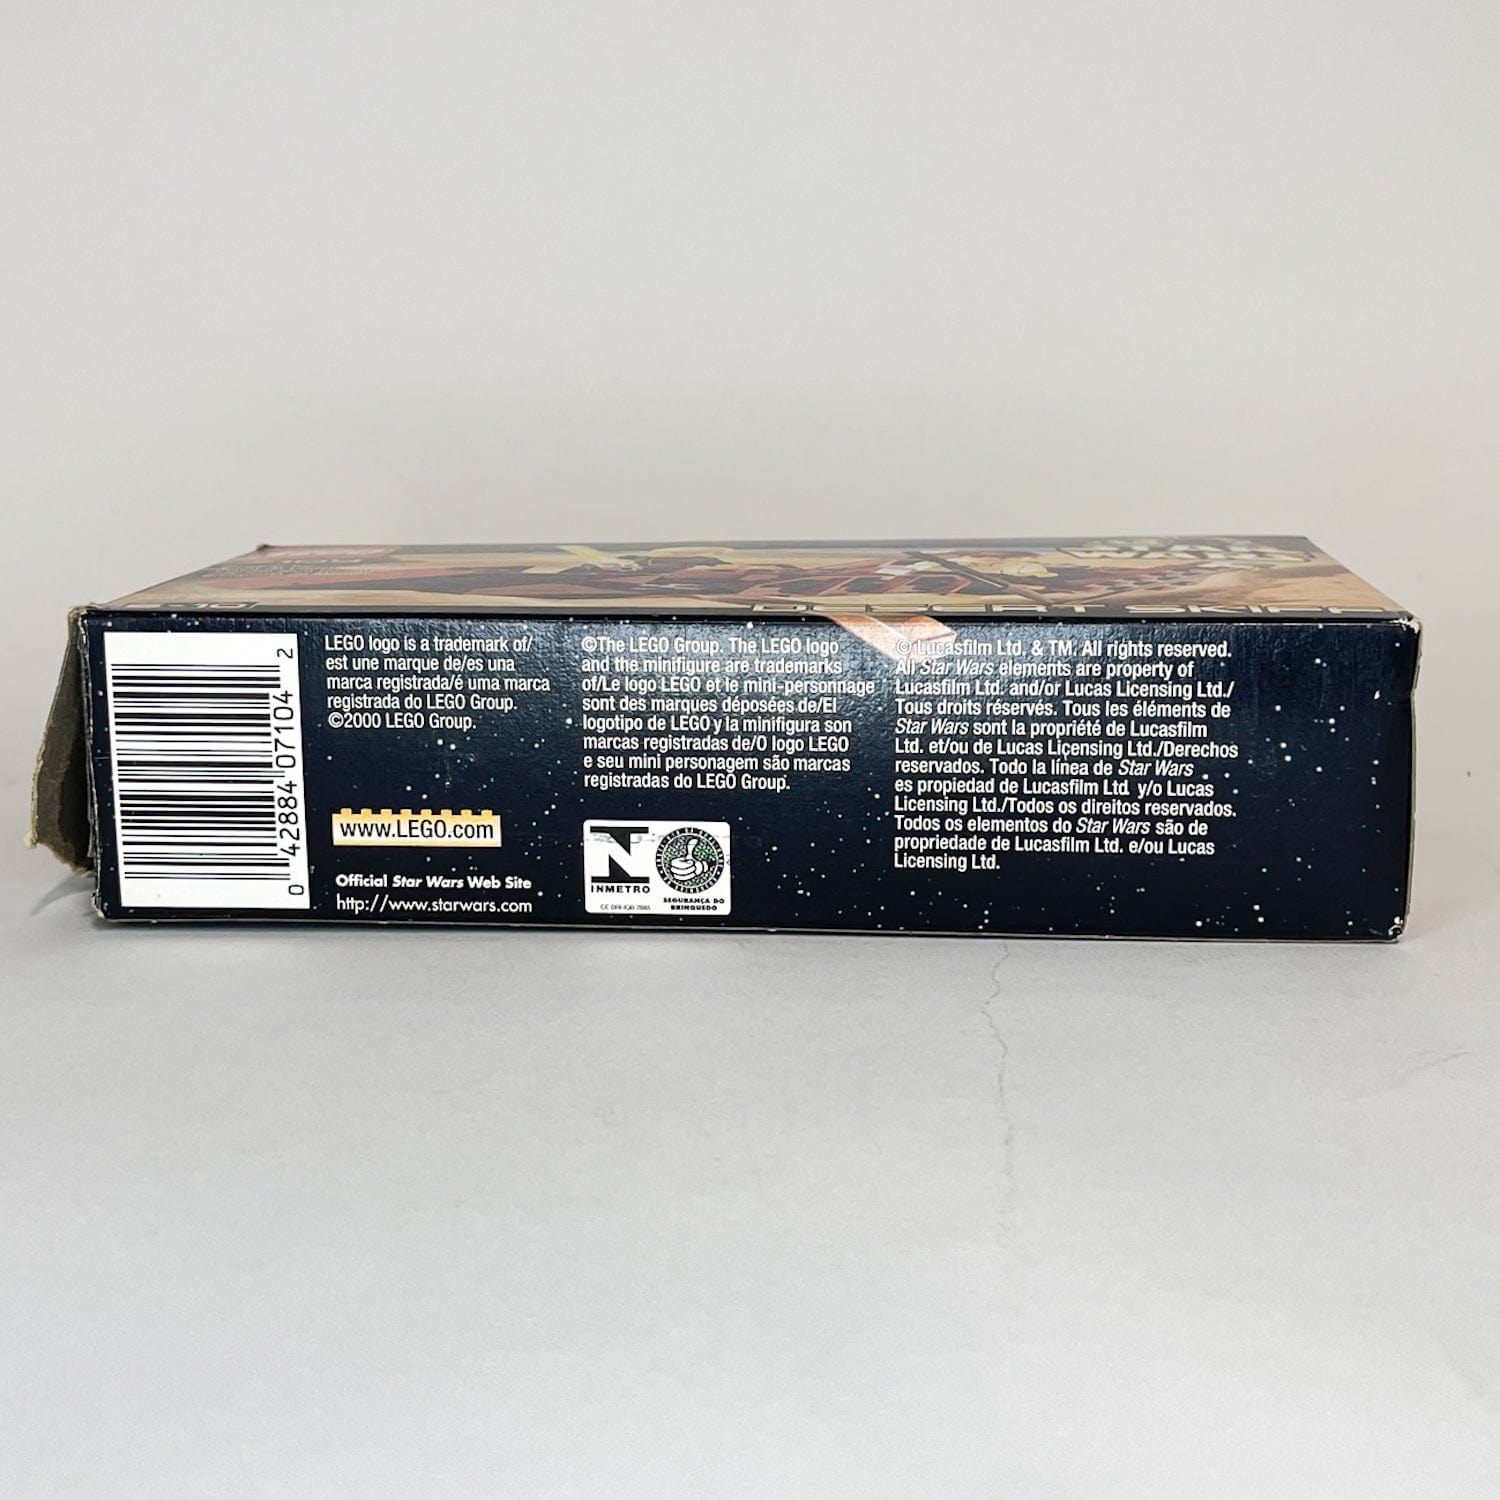 STAR WARS
DESERT SKIFF
0 42884 07104 2
LEGO logo is a trademark of/
est une marque de/es una
marca registrada/é uma marca
registrada do LEGO Group.
©2000 LEGO Group.
www.LEGO.com
Official Star Wars Web Site
http://www.starwars.com
©The LEGO Group. The LEGO logo
and the minifigure are trademarks
of/Le logo LEGO et le mini-personnage
sont des marques déposées de/El
logotipo de LEGO y la minifigura son
marcas registradas de/O logo LEGO
e seu mini personagem são marcas
registradas do LEGO Group.
INMETRO
SEGURANÇA DO
BRINQUEDO
© Lucasfilm Ltd. & TM. All rights reserved.
All Star Wars elements are property of
Lucasfilm Ltd. and/or Lucas Licensing Ltd./
Tous droits réservés. Tous les éléments de
Star Wars sont la propriété de Lucasfilm
Ltd. et/ou de Lucas Licensing Ltd./Derechos
reservados. Todo la línea de Star Wars
es propiedad de Lucasfilm Ltd y/o Lucas
Licensing Ltd./Todos os direitos reservados.
Todos os elementos do Star Wars são de
propriedade de Lucasfilm Ltd. e/ou Lucas
Licensing Ltd.